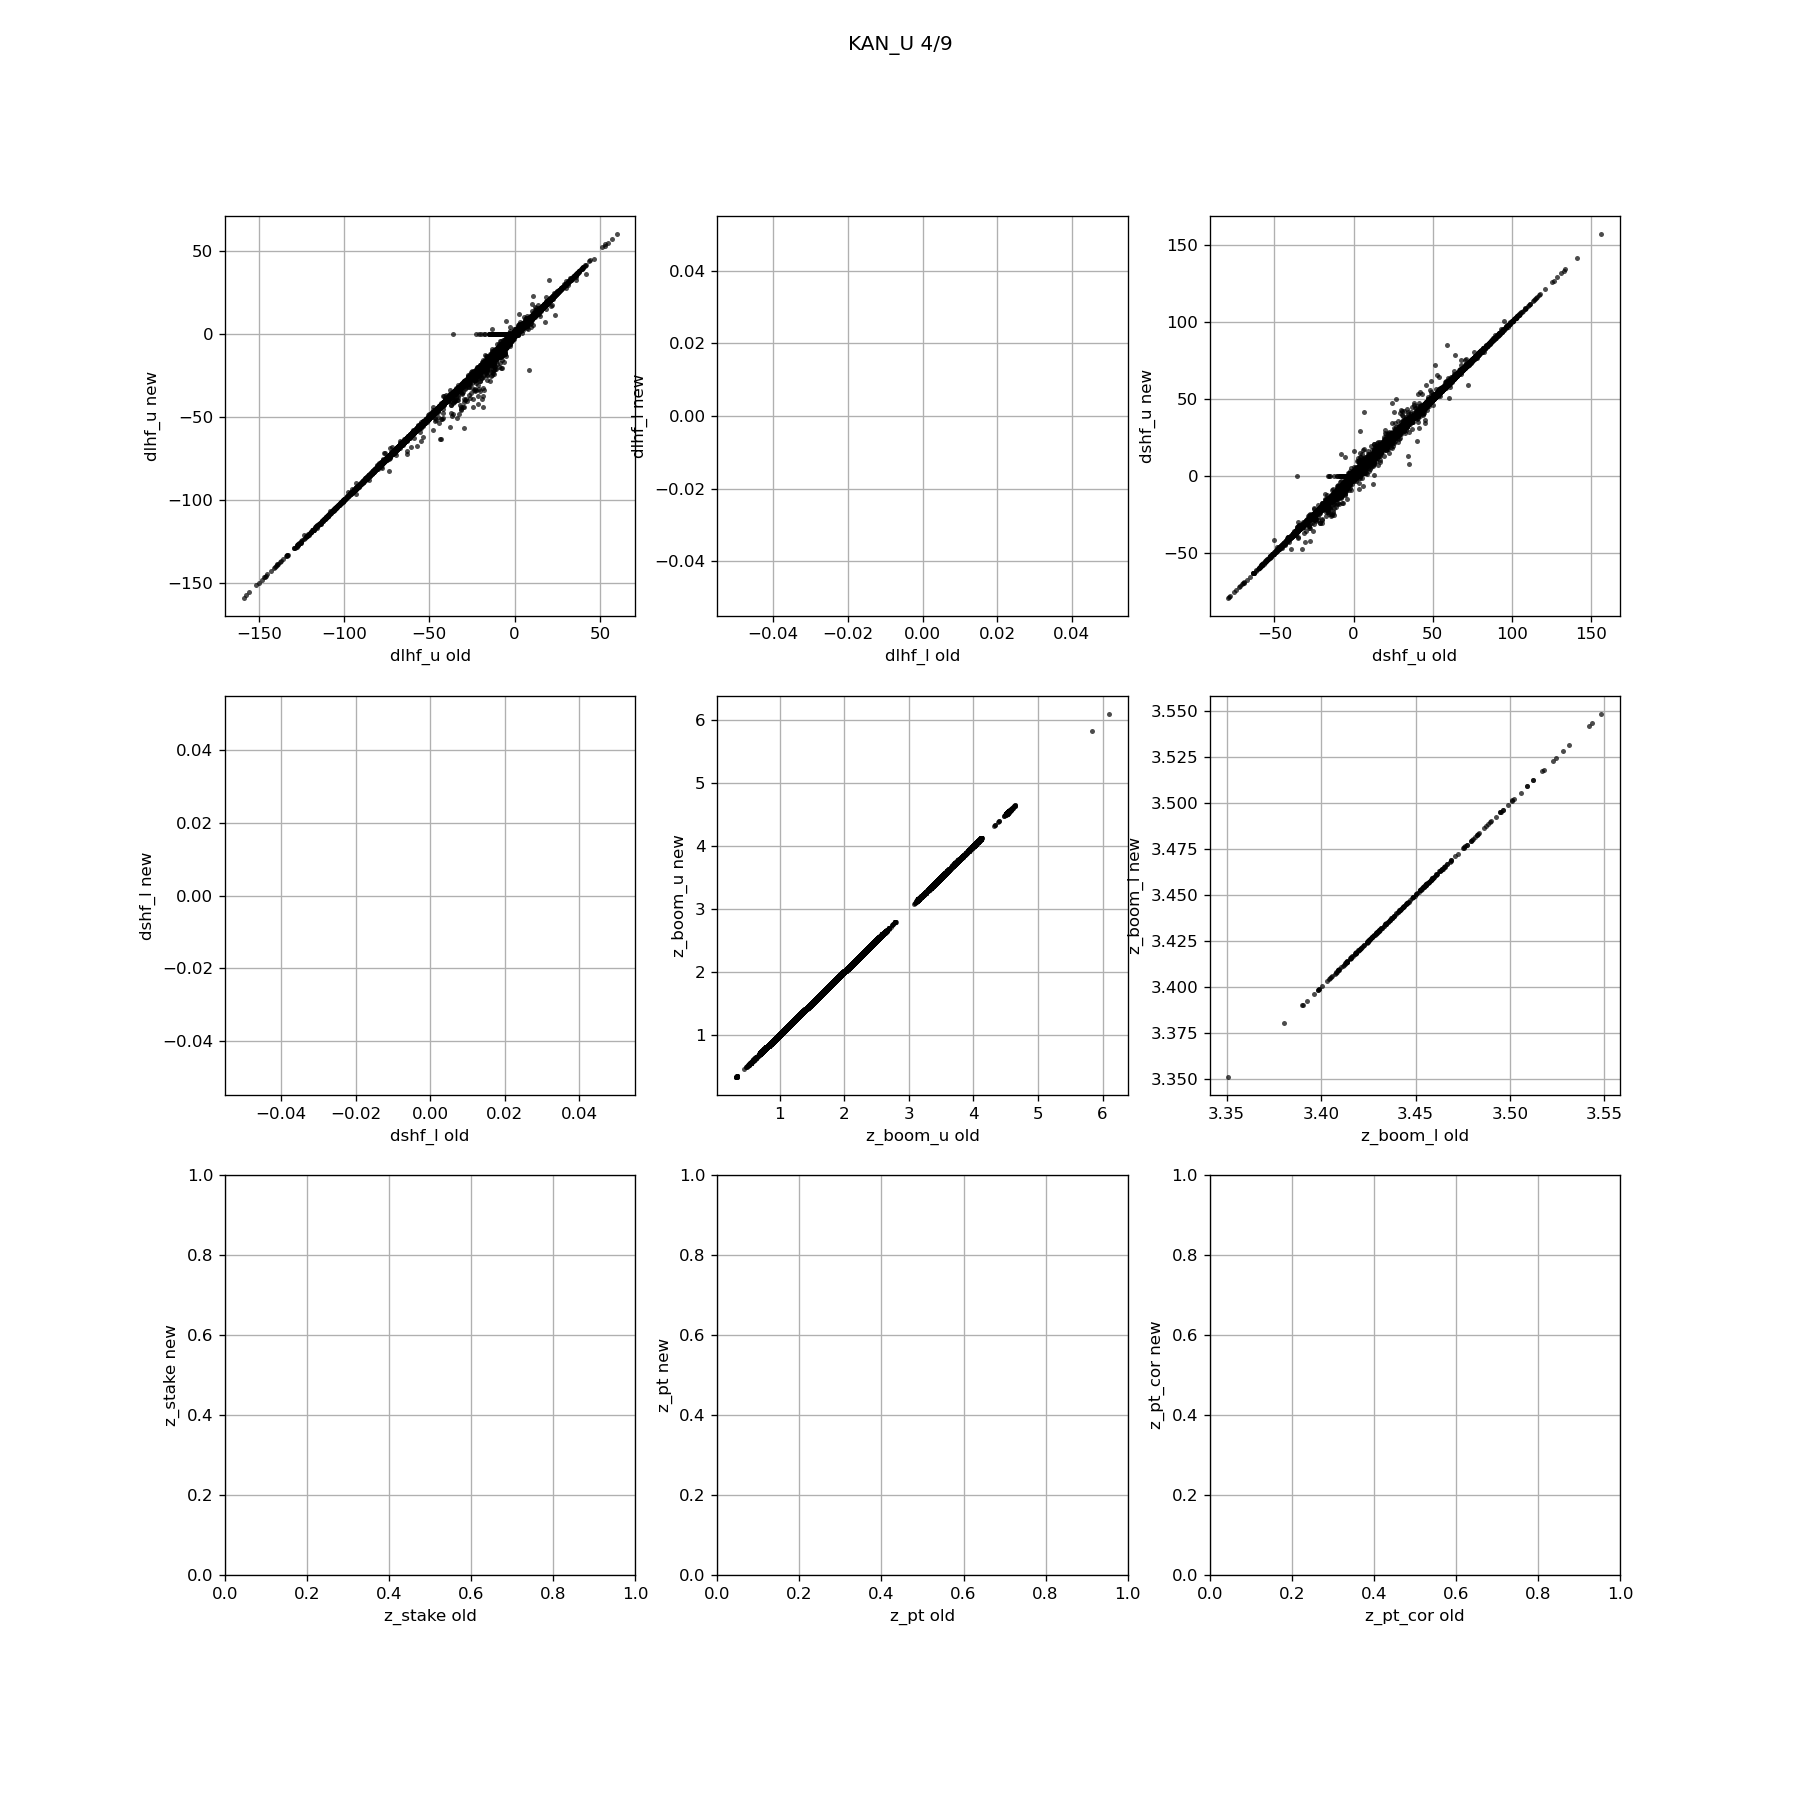 KAN_U 4/9
50
0
−50
−100
−150
dlhf_u new
−150 −100 −50 0 50
dlhf_u old
0.04
0.02
0.00
−0.02
−0.04
dlhf_l new
−0.04 −0.02 0.00 0.02 0.04
dlhf_l old
150
100
50
0
−50
dshf_u new
−50 0 50 100 150
dshf_u old
0.04
0.02
0.00
−0.02
−0.04
dshf_l new
−0.04 −0.02 0.00 0.02 0.04
dshf_l old
6
5
4
3
2
1
z_boom_u new
1 2 3 4 5 6
z_boom_u old
3.550
3.525
3.500
3.475
3.450
3.425
3.400
3.375
3.350
z_boom_l new
3.35 3.40 3.45 3.50 3.55
z_boom_l old
1.0
0.8
0.6
0.4
0.2
0.0
z_stake new
0.0 0.2 0.4 0.6 0.8 1.0
z_stake old
1.0
0.8
0.6
0.4
0.2
0.0
z_pt new
0.0 0.2 0.4 0.6 0.8 1.0
z_pt old
1.0
0.8
0.6
0.4
0.2
0.0
z_pt_cor new
0.0 0.2 0.4 0.6 0.8 1.0
z_pt_cor old